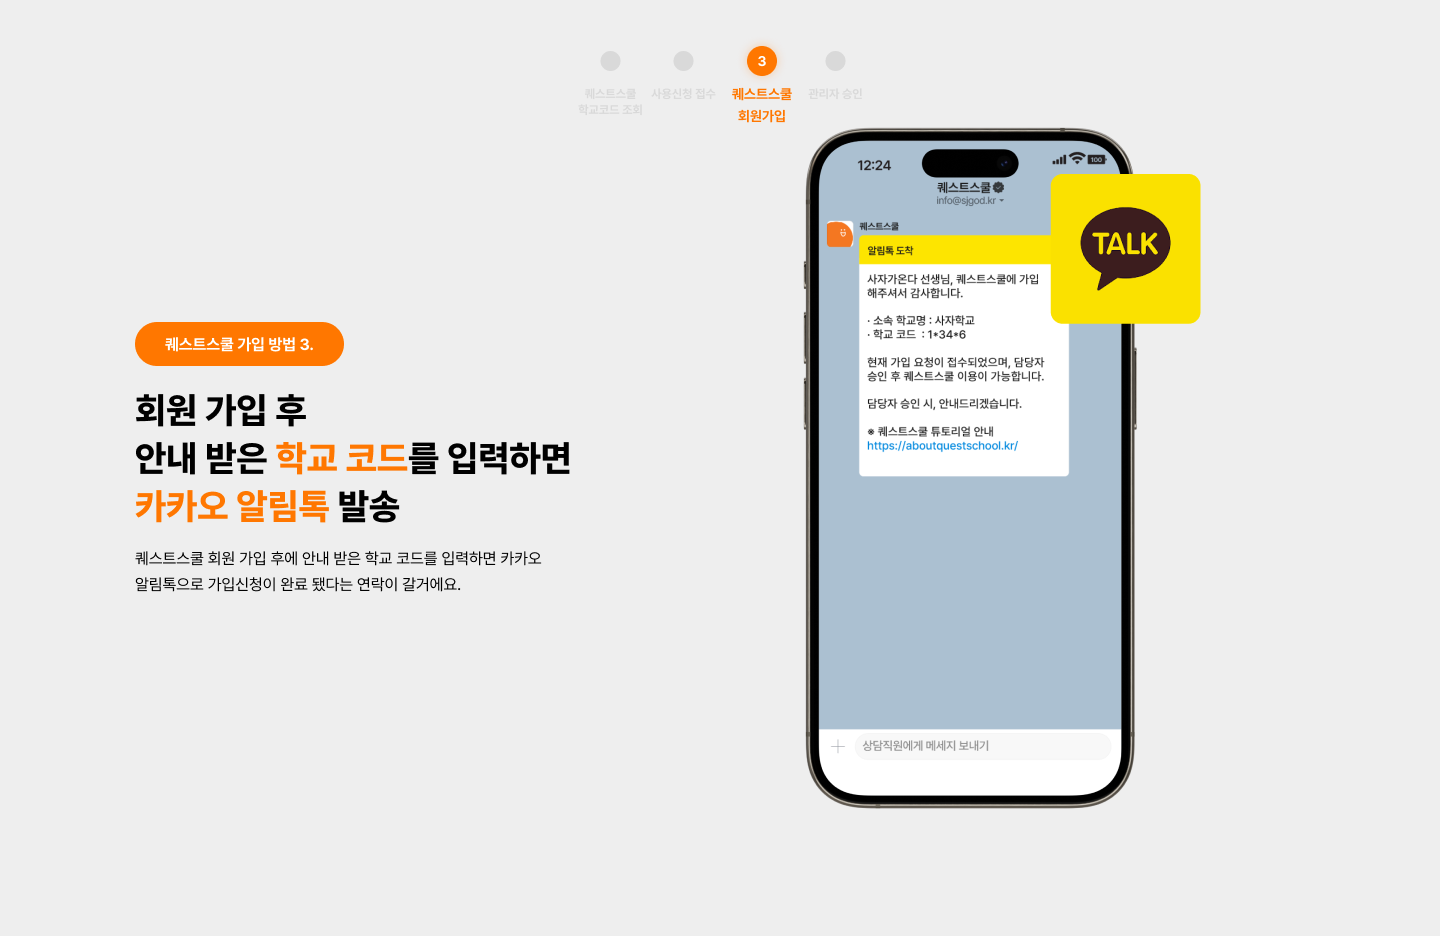 3
퀘스트스쿨
학교코드 조회
사용신청 접수
퀘스트스쿨
회원가입
관리자 승인
퀘스트스쿨 가입 방법 3.
회원 가입 후
안내 받은 학교 코드를 입력하면
카카오 알림톡 발송
퀘스트스쿨 회원 가입 후에 안내 받은 학교 코드를 입력하면 카카오
알림톡으로 가입신청이 완료 됐다는 연락이 갈거에요.
12:24
100
퀘스트스쿨
info@sjgod.kr
퀘스트스쿨
알림톡 도착
TALK
사자가온다 선생님, 퀘스트스쿨에 가입
해주셔서 감사합니다.
· 소속 학교명 : 사자학교
· 학교 코드 : 1*34*6
현재 가입 요청이 접수되었으며, 담당자
승인 후 퀘스트스쿨 이용이 가능합니다.
담당자 승인 시, 안내드리겠습니다.
※ 퀘스트스쿨 튜토리얼 안내
https://aboutquestschool.kr/
상담직원에게 메세지 보내기